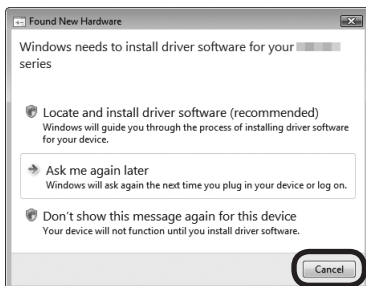 Found New Hardware
Windows needs to install driver software for your
series
Locate and install driver software (recommended)
Windows will guide you through the process of installing driver software
for your device.
Ask me again later
Windows will ask again the next time you plug in your device or log on.
Don't show this message again for this device
Your device will not function until you install driver software.
Cancel